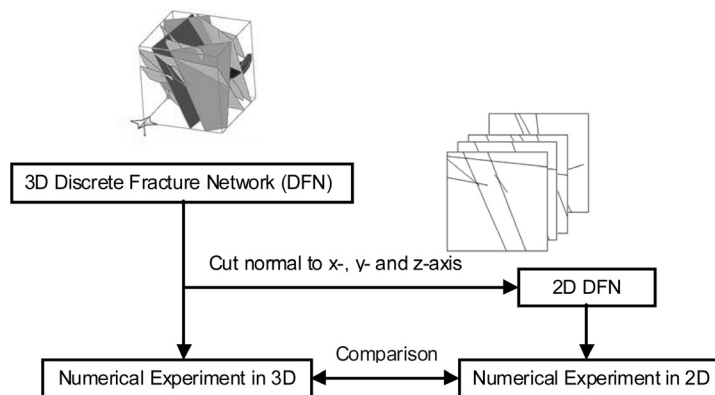 3D Discrete Fracture Network (DFN)
Cut normal to x-, y- and z-axis
2D DFN
Comparison
Numerical Experiment in 3D
Numerical Experiment in 2D